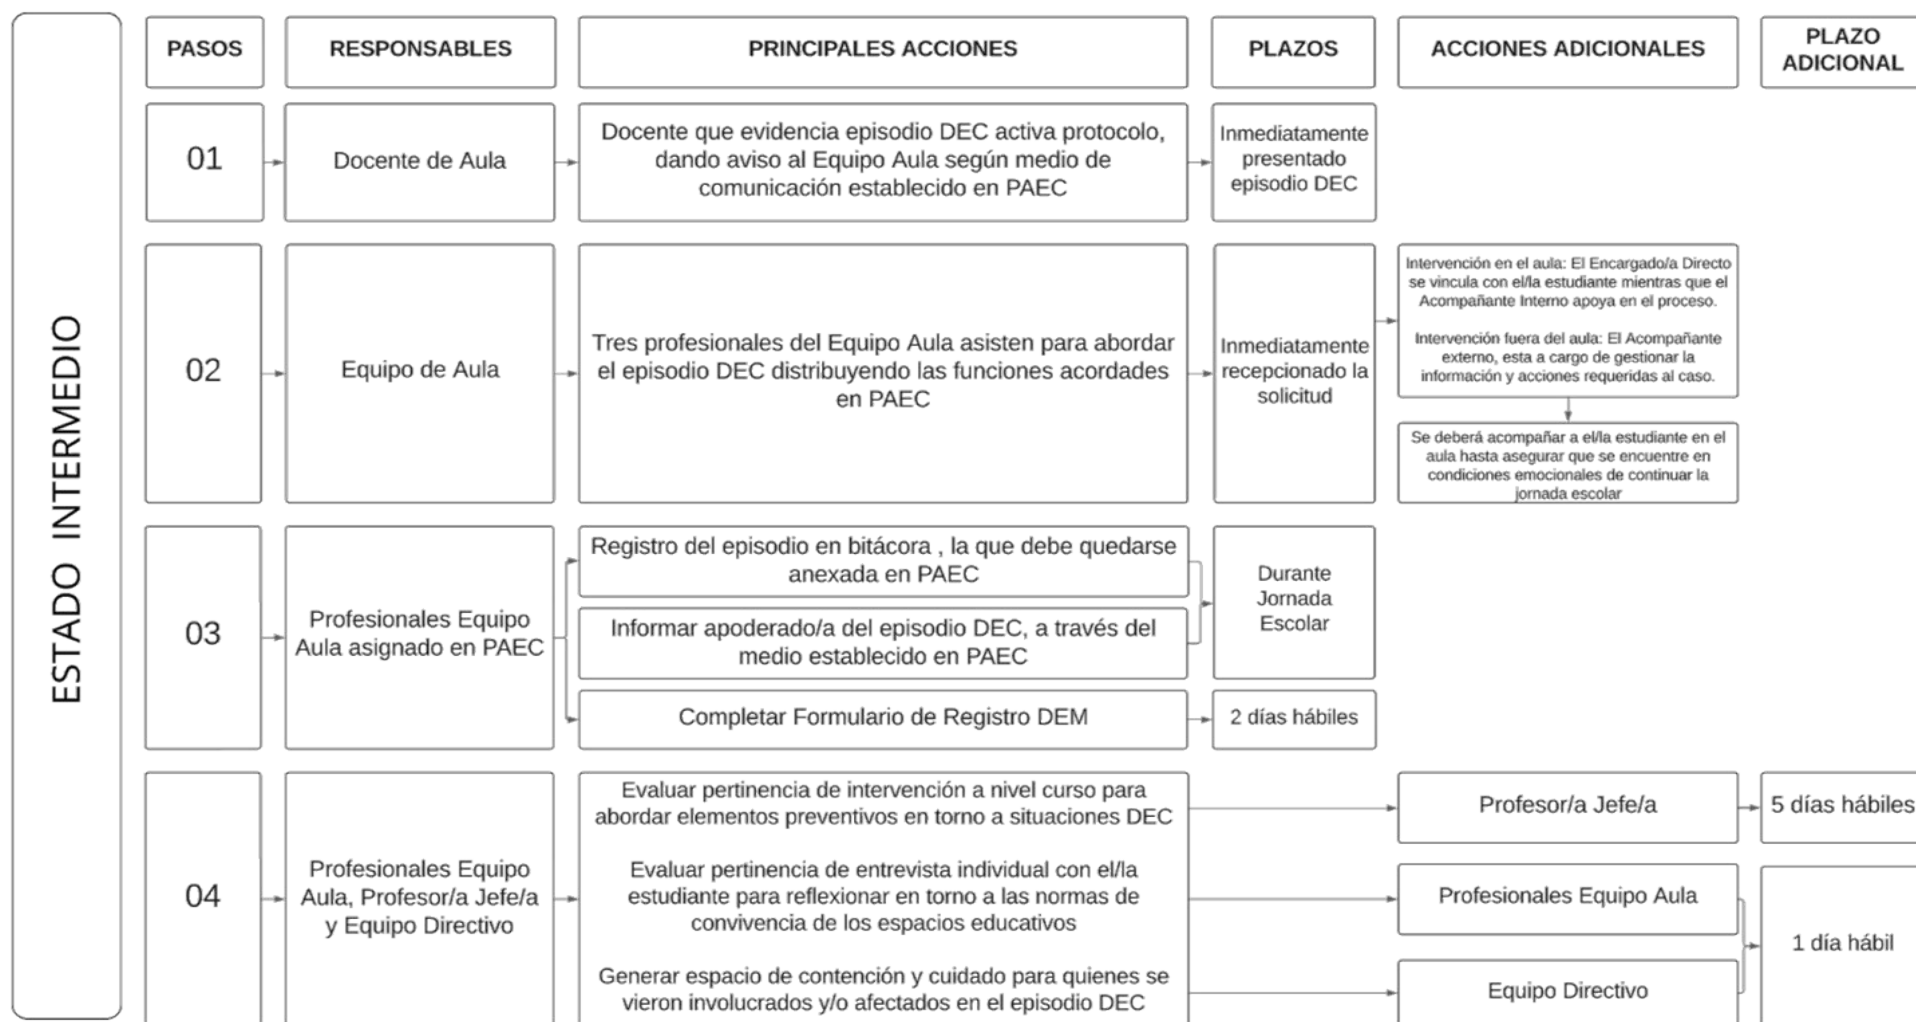 ESTADO INTERMEDIO
PASOS
RESPONSABLES
PRINCIPALES ACCIONES
PLAZOS
ACCIONES ADICIONALES
PLAZO
ADICIONAL
01
Docente de Aula
Docente que evidencia episodio DEC activa protocolo,
dando aviso al Equipo Aula según medio de
comunicación establecido en PAEC
Inmediatamente
presentado
episodio DEC
02
Equipo de Aula
Tres profesionales del Equipo Aula asisten para abordar
el episodio DEC distribuyendo las funciones acordades
en PAEC
Inmediatamente
recepcionado la
solicitud
Intervención en el aula: El Encargado/a Directo
se vincula con el/la estudiante mientras que el
Acompañante Interno apoya en el proceso.
Intervención fuera del aula: El Acompañante
externo, esta a cargo de gestionar la
información y acciones requeridas al caso.
Se deberá acompañar a el/la estudiante en el
aula hasta asegurar que se encuentre en
condiciones emocionales de continuar la
jornada escolar
03
Profesionales Equipo
Aula asignado en PAEC
Registro del episodio en bitácora , la que debe quedarse
anexada en PAEC
Informar apoderado/a del episodio DEC, a través del
medio establecido en PAEC
Durante
Jornada
Escolar
Completar Formulario de Registro DEM
2 días hábiles
04
Profesionales Equipo
Aula, Profesor/a Jefe/a
y Equipo Directivo
Evaluar pertinencia de intervención a nivel curso para
abordar elementos preventivos en torno a situaciones DEC
Profesor/a Jefe/a
5 días hábiles
Evaluar pertinencia de entrevista individual con el/la
estudiante para reflexionar en torno a las normas de
convivencia de los espacios educativos
Profesionales Equipo Aula
Generar espacio de contención y cuidado para quienes se
vieron involucrados y/o afectados en el episodio DEC
Equipo Directivo
1 día hábil